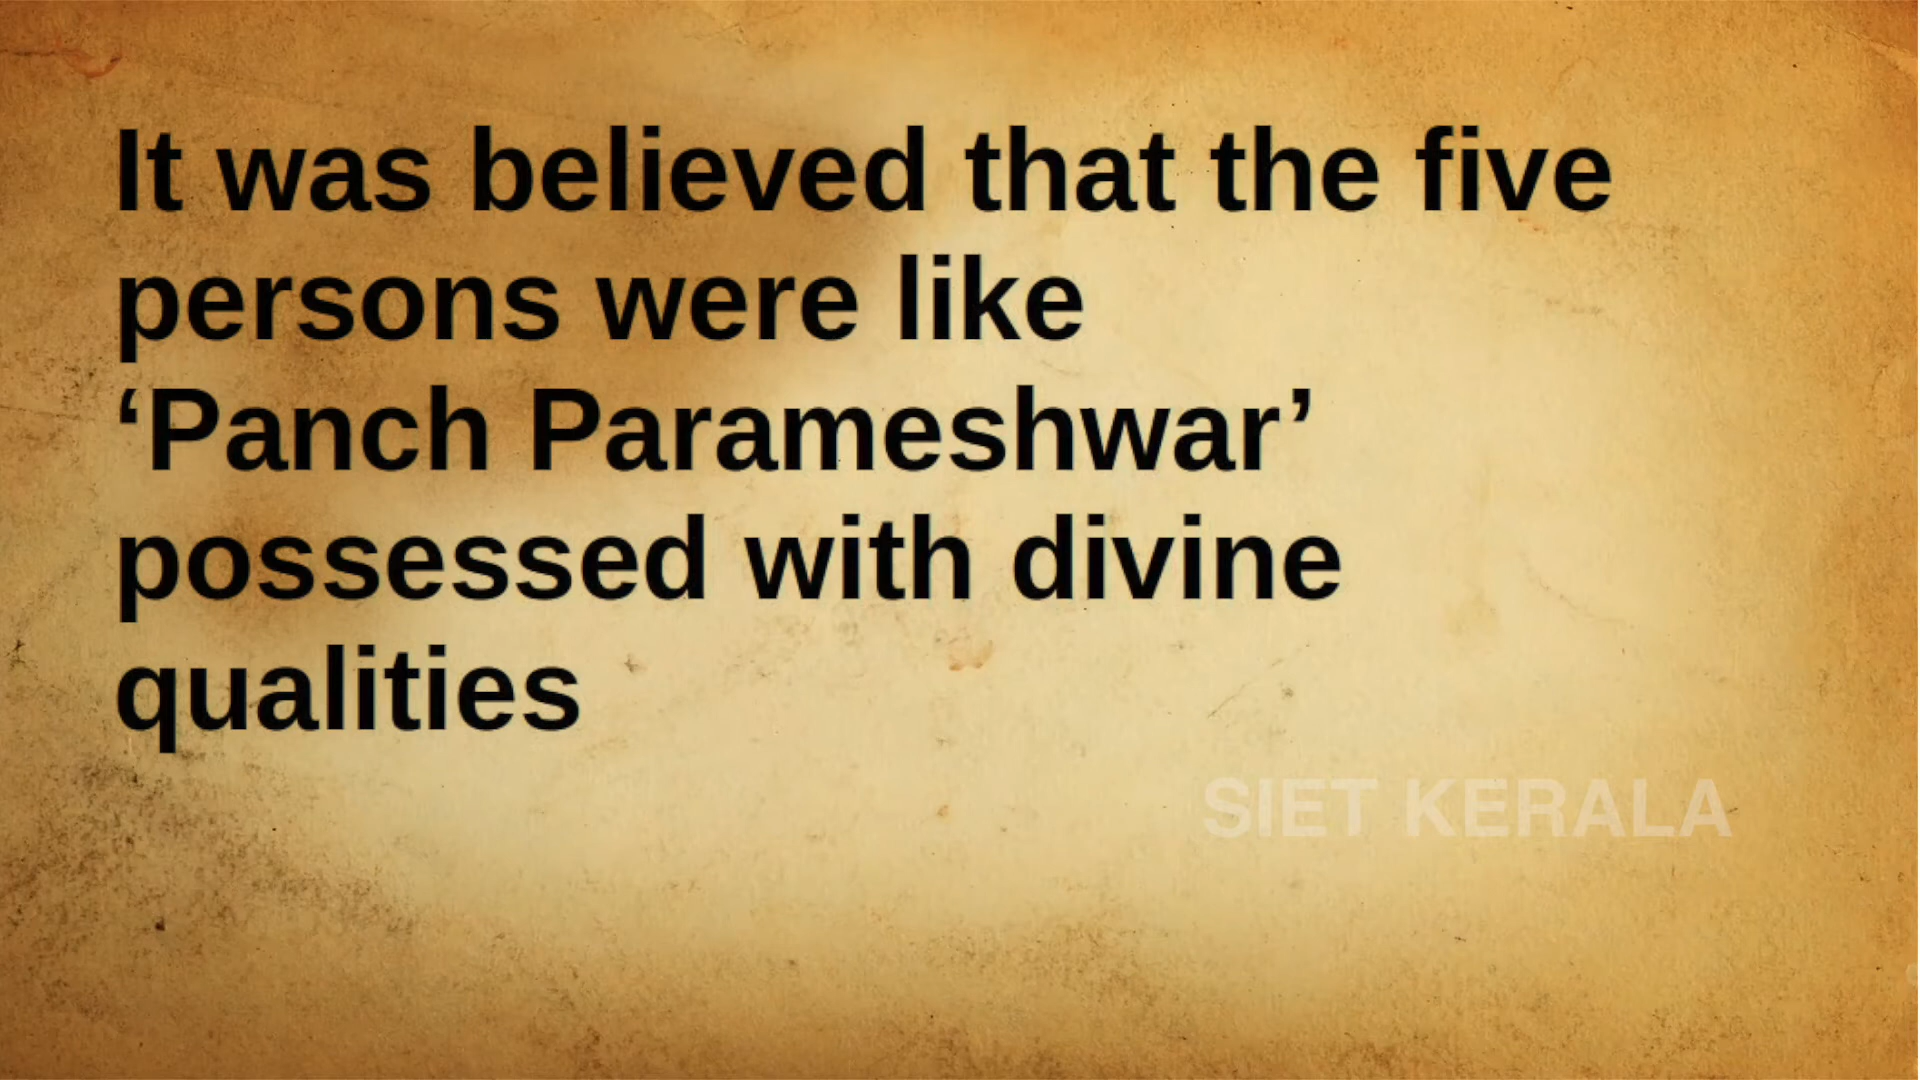 It was believed that the five
persons were like
‘Panch Parameshwar’
possessed with divine
qualities
SIET KERALA